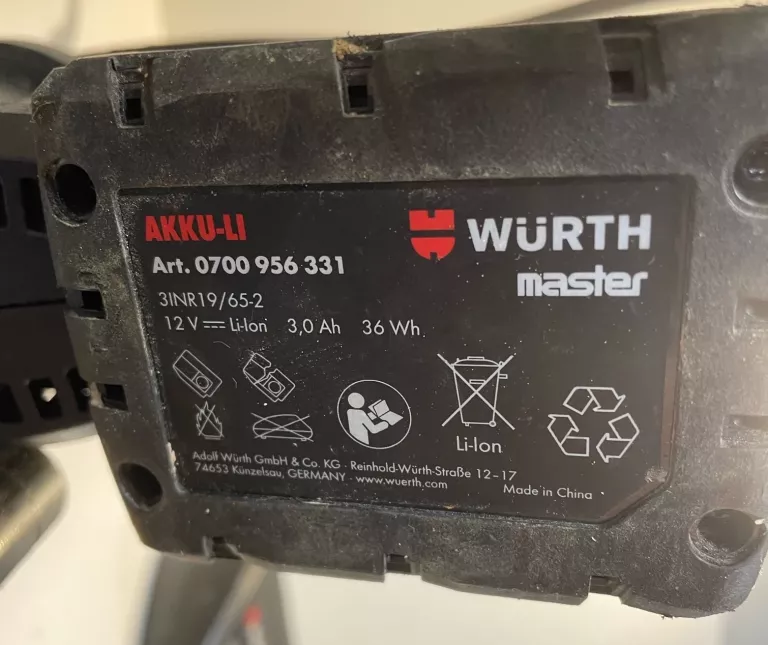 AKKU-LI
Art. 0700 956 331
WÜRTH
master
3INR19/65-2
12 V ⎓ Li-Ion 3,0 Ah 36 Wh
Li-Ion
Adolf Würth GmbH & Co. KG · Reinhold-Würth-Straße 12-17
74653 Künzelsau, GERMANY · www.wuerth.com
Made in China